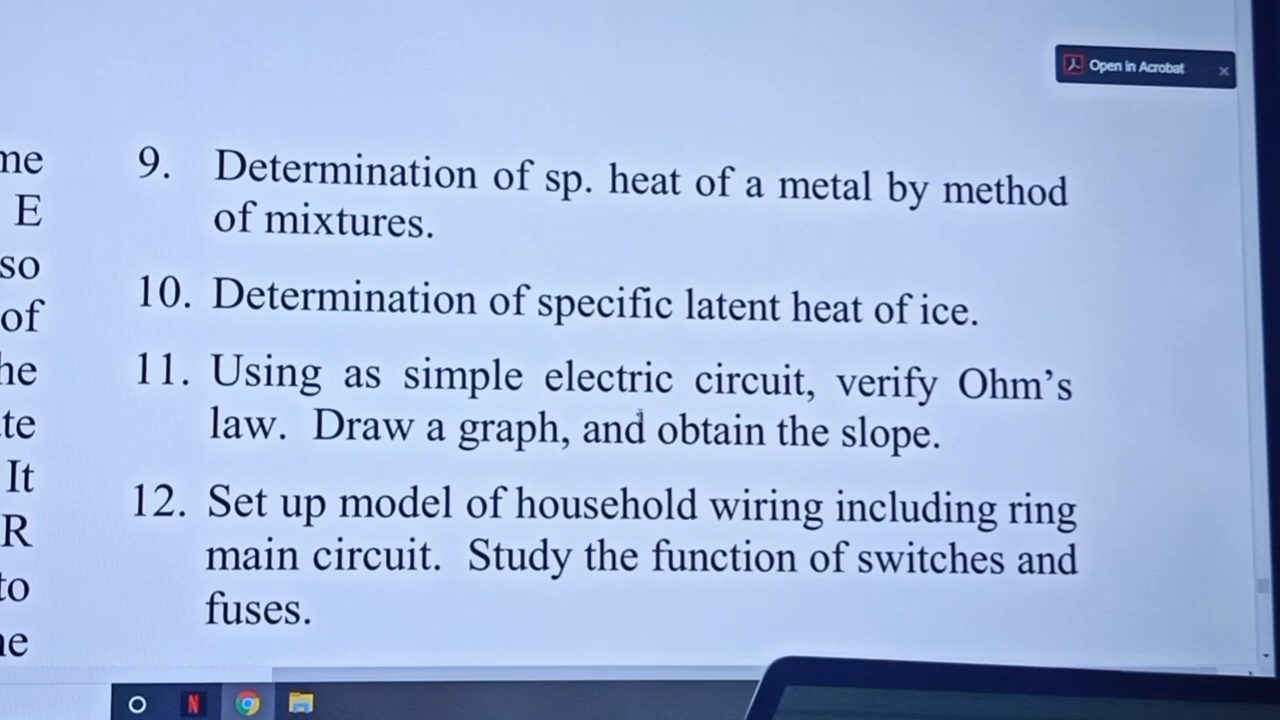 Open in Acrobat
me
E
so
of
he
te
It
R
to
ne
9. Determination of sp. heat of a metal by method
of mixtures.
10. Determination of specific latent heat of ice.
11. Using as simple electric circuit, verify Ohm's
law. Draw a graph, and obtain the slope.
12. Set up model of household wiring including ring
main circuit. Study the function of switches and
fuses.
N